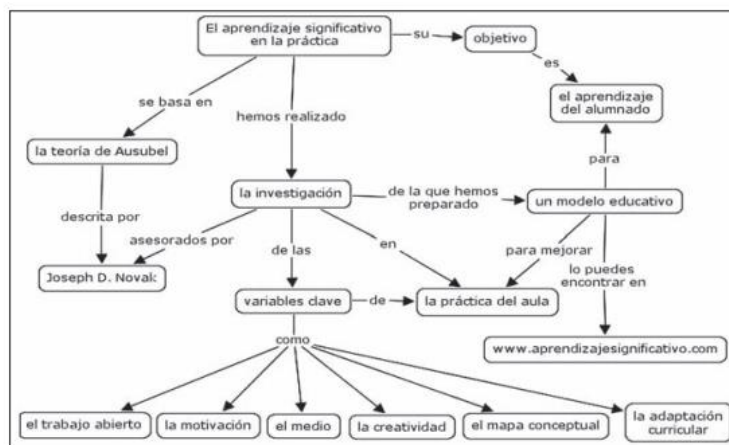 El aprendizaje significativo
en la práctica
su
objetivo
es
el aprendizaje
del alumnado
se basa en
hemos realizado
la teoría de Ausubel
para
la investigación
de la que hemos
preparado
un modelo educativo
descrita por
asesorados por
de las
en
para mejorar
lo puedes
encontrar en
Joseph D. Novak
variables clave
de
la práctica del aula
como
www.aprendizajesignificativo.com
el trabajo abierto
la motivación
el medio
la creatividad
el mapa conceptual
la adaptación
curricular